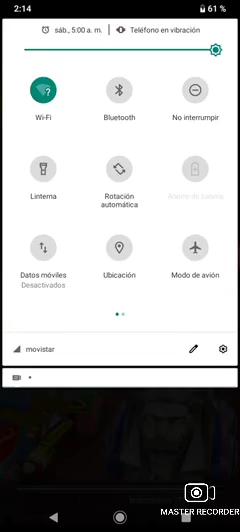 2:14
61 %
sáb., 5:00 a. m.
Teléfono en vibración
Wi-Fi
Bluetooth
No interrumpir
Linterna
Rotación
automática
Ahorro de batería
Datos móviles
Desactivados
Ubicación
Modo de avión
movistar
MASTER RECORDER